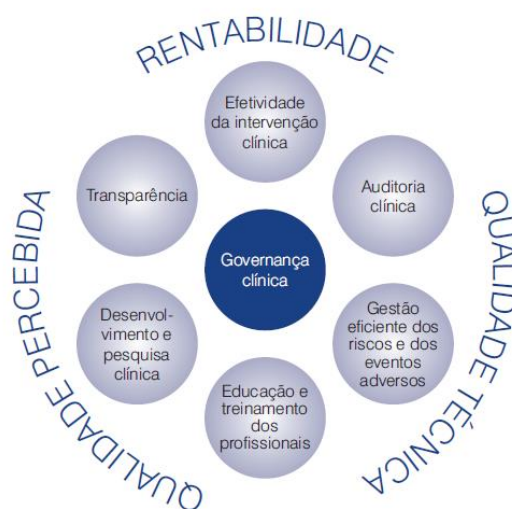 RENTABILIDADE
Efetividade
da intervenção
clínica
Transparência
Auditoria
clínica
Governança
clínica
Desenvol-
vimento e
pesquisa
clínica
Gestão
eficiente dos
riscos e dos
eventos
adversos
Educação e
treinamento
dos
profissionais
QUALIDADE PERCEBIDA
QUALIDADE TÉCNICA